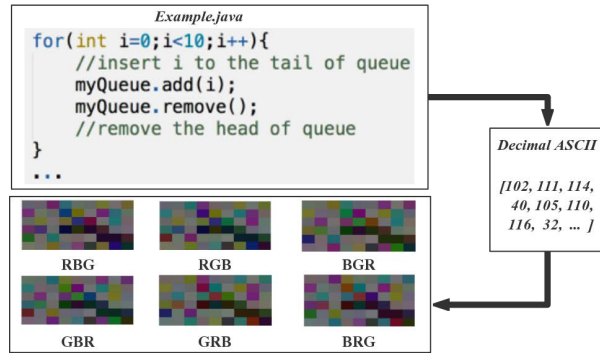 Example.java
for(int i=0;i<10;i++){
//insert i to the tail of queue
myQueue.add(i);
myQueue.remove();
//remove the head of queue
}
...
Decimal ASCII
[102, 111, 114,
40, 105, 110,
116, 32, ... ]
RBG RGB BGR
GBR GRB BRG